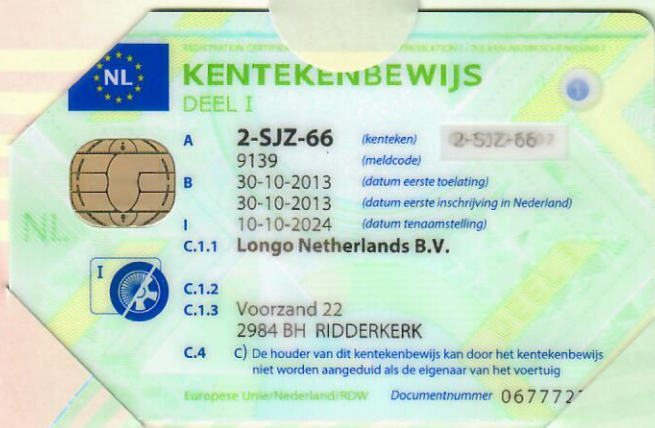 NL
KENTEKENBEWIJS
DEEL I
A 2-SJZ-66 (kenteken) 2-SJZ-66
9139 (meldcode)
B 30-10-2013 (datum eerste toelating)
30-10-2013 (datum eerste inschrijving in Nederland)
I 10-10-2024 (datum tenaamstelling)
C.1.1 Longo Netherlands B.V.
I
C.1.2
C.1.3 Voorzand 22
2984 BH RIDDERKERK
C.4 C) De houder van dit kentekenbewijs kan door het kentekenbewijs
niet worden aangeduid als de eigenaar van het voertuig
Europese Unie/Nederland/RDW Documentnummer 067772
NL